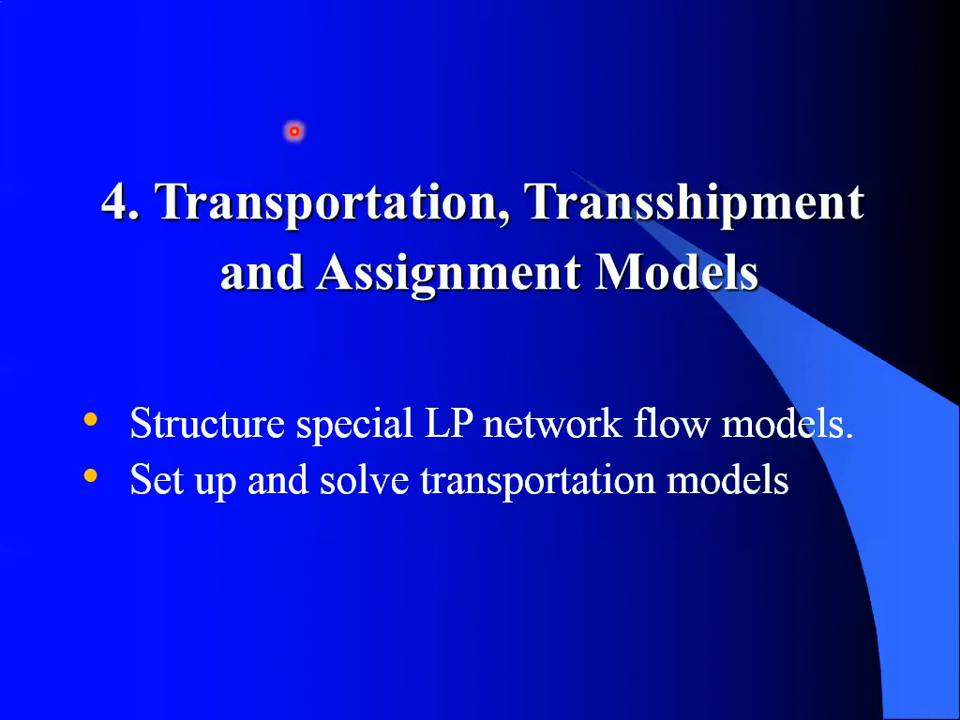 4. Transportation, Transshipment
and Assignment Models
• Structure special LP network flow models.
• Set up and solve transportation models